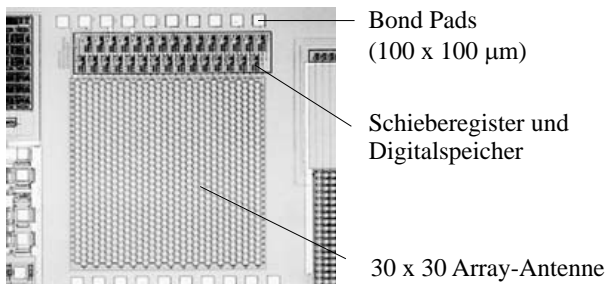 Bond Pads
(100 x 100 μm)
Schieberegister und
Digitalspeicher
30 x 30 Array-Antenne